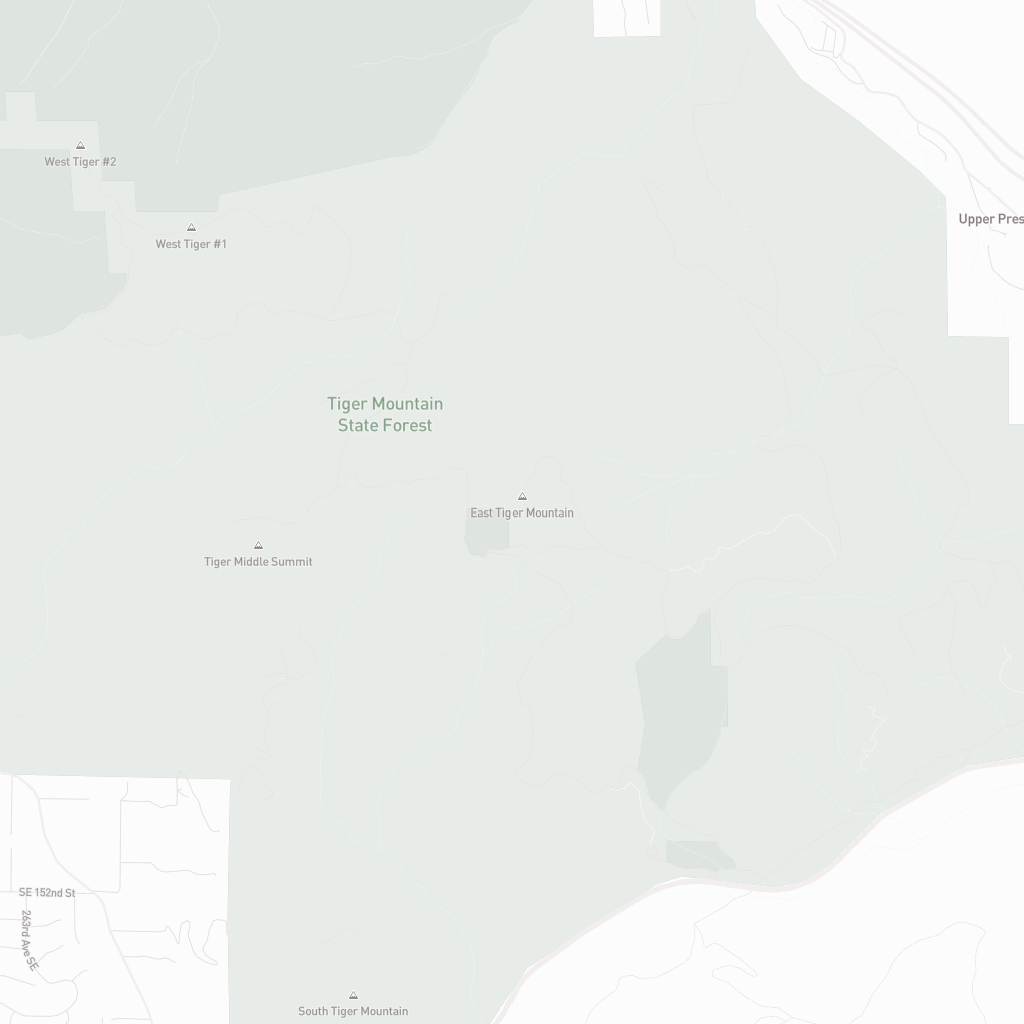 West Tiger #2
Upper Pres
West Tiger #1
Tiger Mountain
State Forest
East Tiger Mountain
Tiger Middle Summit
SE 152nd St
263rd Ave SE
South Tiger Mountain